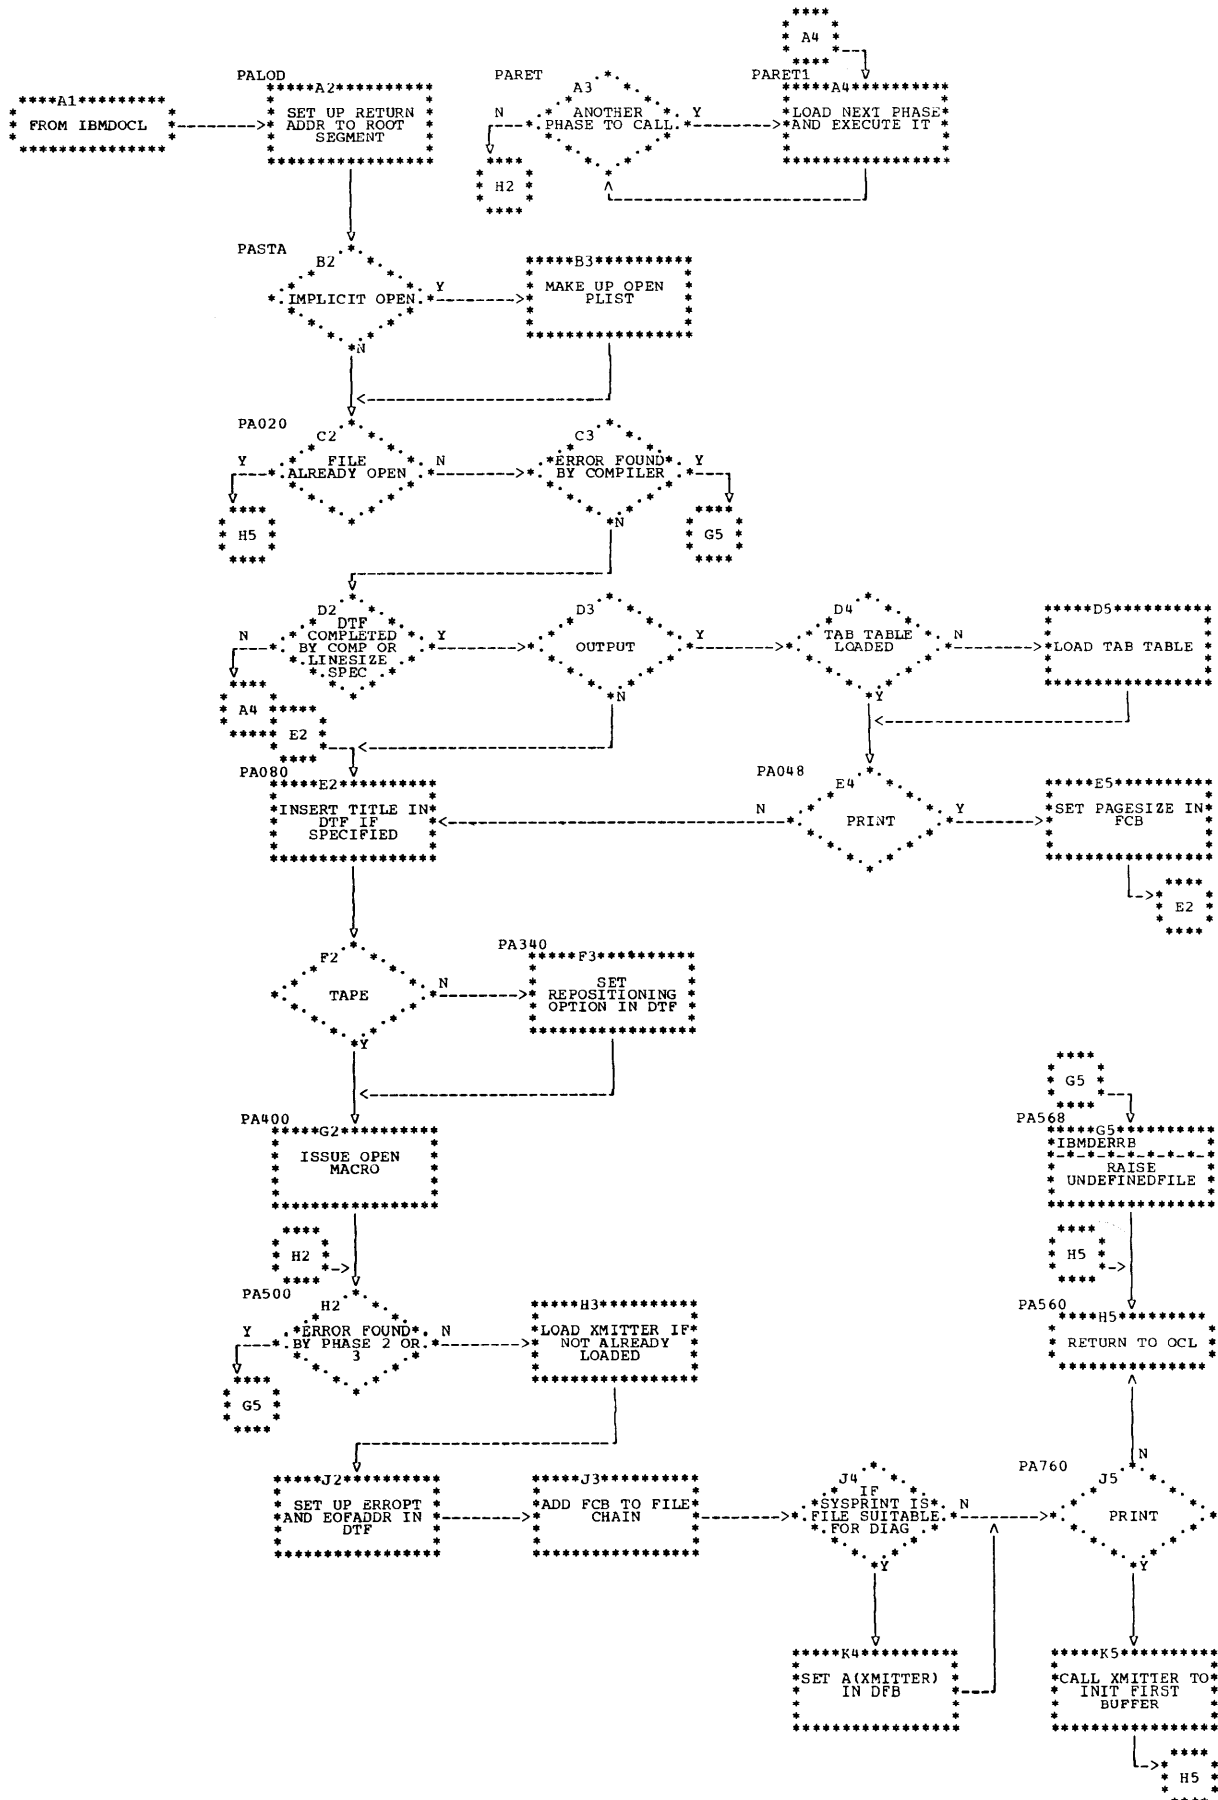 A4
PALOD
PARET
PARET1
A1
FROM IBMDOCL
A2
SET UP RETURN
ADDR TO ROOT
SEGMENT
A3
ANOTHER
PHASE TO CALL
N
Y
A4
LOAD NEXT PHASE
AND EXECUTE IT
H2
PASTA
B2
IMPLICIT OPEN
Y
N
B3
MAKE UP OPEN
PLIST
PA020
C2
FILE
ALREADY OPEN
Y
N
C3
ERROR FOUND
BY COMPILER
Y
N
H5
G5
D2
DTF
COMPLETED
BY COMP OR
LINESIZE
SPEC
N
Y
D3
OUTPUT
Y
N
D4
TAB TABLE
LOADED
N
Y
D5
LOAD TAB TABLE
A4
E2
PA080
E2
INSERT TITLE IN
DTF IF
SPECIFIED
PA048
E4
PRINT
N
Y
E5
SET PAGESIZE IN
FCB
E2
F2
TAPE
N
Y
PA340
F3
SET
REPOSITIONING
OPTION IN DTF
G5
PA400
G2
ISSUE OPEN
MACRO
PA568
G5
IBMDERRB
RAISE
UNDEFINEDFILE
H2
H5
PA500
H2
ERROR FOUND
BY PHASE 2 OR
3
Y
N
H3
LOAD XMITTER IF
NOT ALREADY
LOADED
PA560
H5
RETURN TO OCL
G5
J2
SET UP ERROPT
AND EOFADDR IN
DTF
J3
ADD FCB TO FILE
CHAIN
J4
IF
SYSPRINT IS
FILE SUITABLE
FOR DIAG
N
Y
PA760
J5
PRINT
N
Y
K4
SET A(XMITTER)
IN DFB
K5
CALL XMITTER TO
INIT FIRST
BUFFER
H5